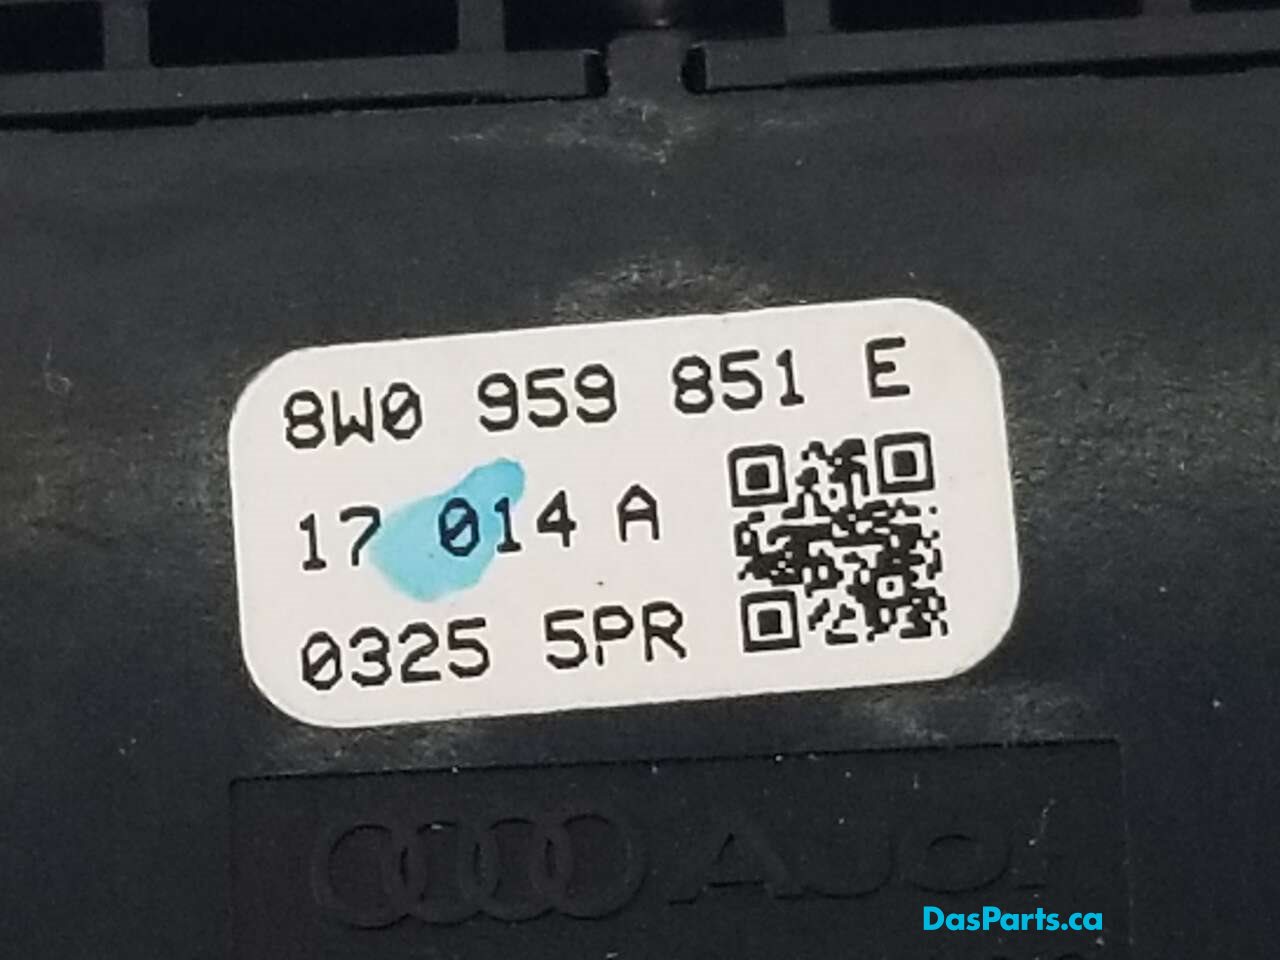 8W0 959 851 E
17 014 A
0325 5PR
AUDI
DasParts.ca